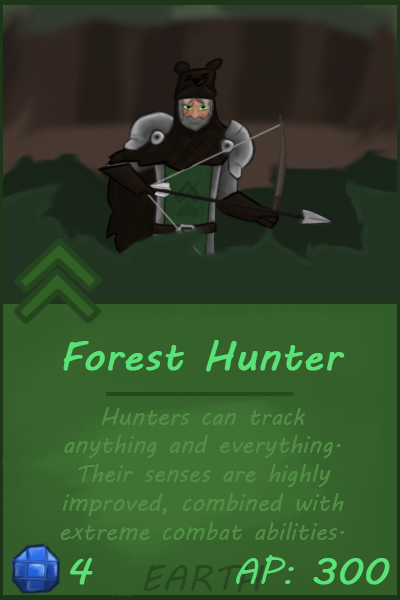 Forest Hunter
Hunters can track
anything and everything.
Their senses are highly
improved, combined with
extreme combat abilities.
4 EARTH AP: 300